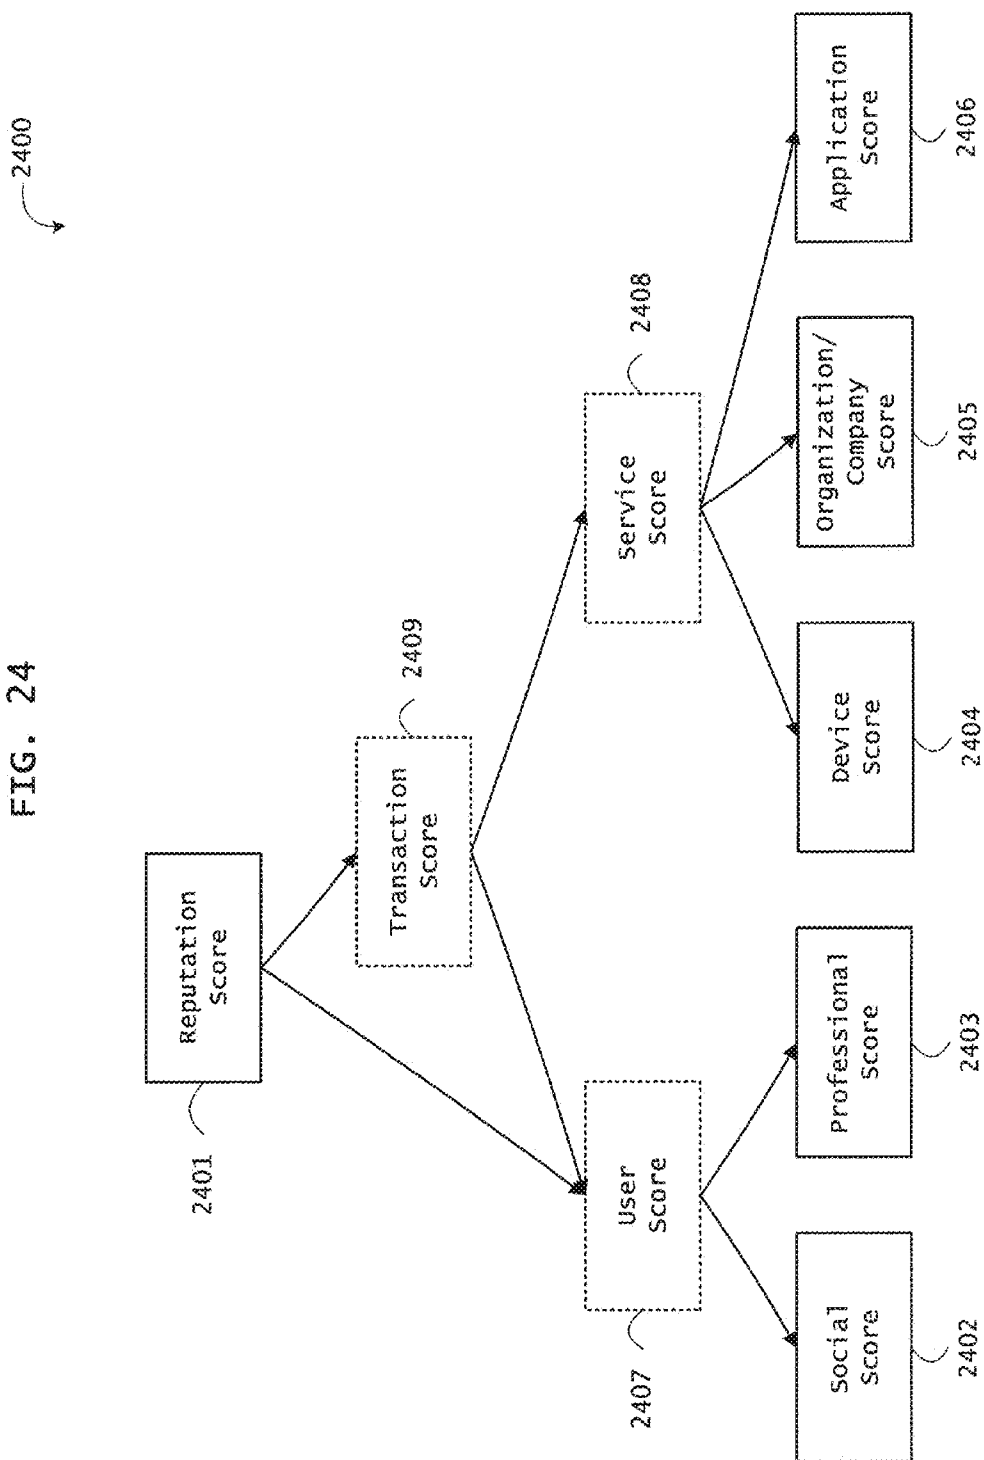 FIG. 24
2400
Reputation
Score
2401
Transaction
Score
2409
User
Score
2407
Service
Score
2408
Social
Score
2402
Professional
Score
2403
Device
Score
2404
Organization/
Company
Score
2405
Application
Score
2406